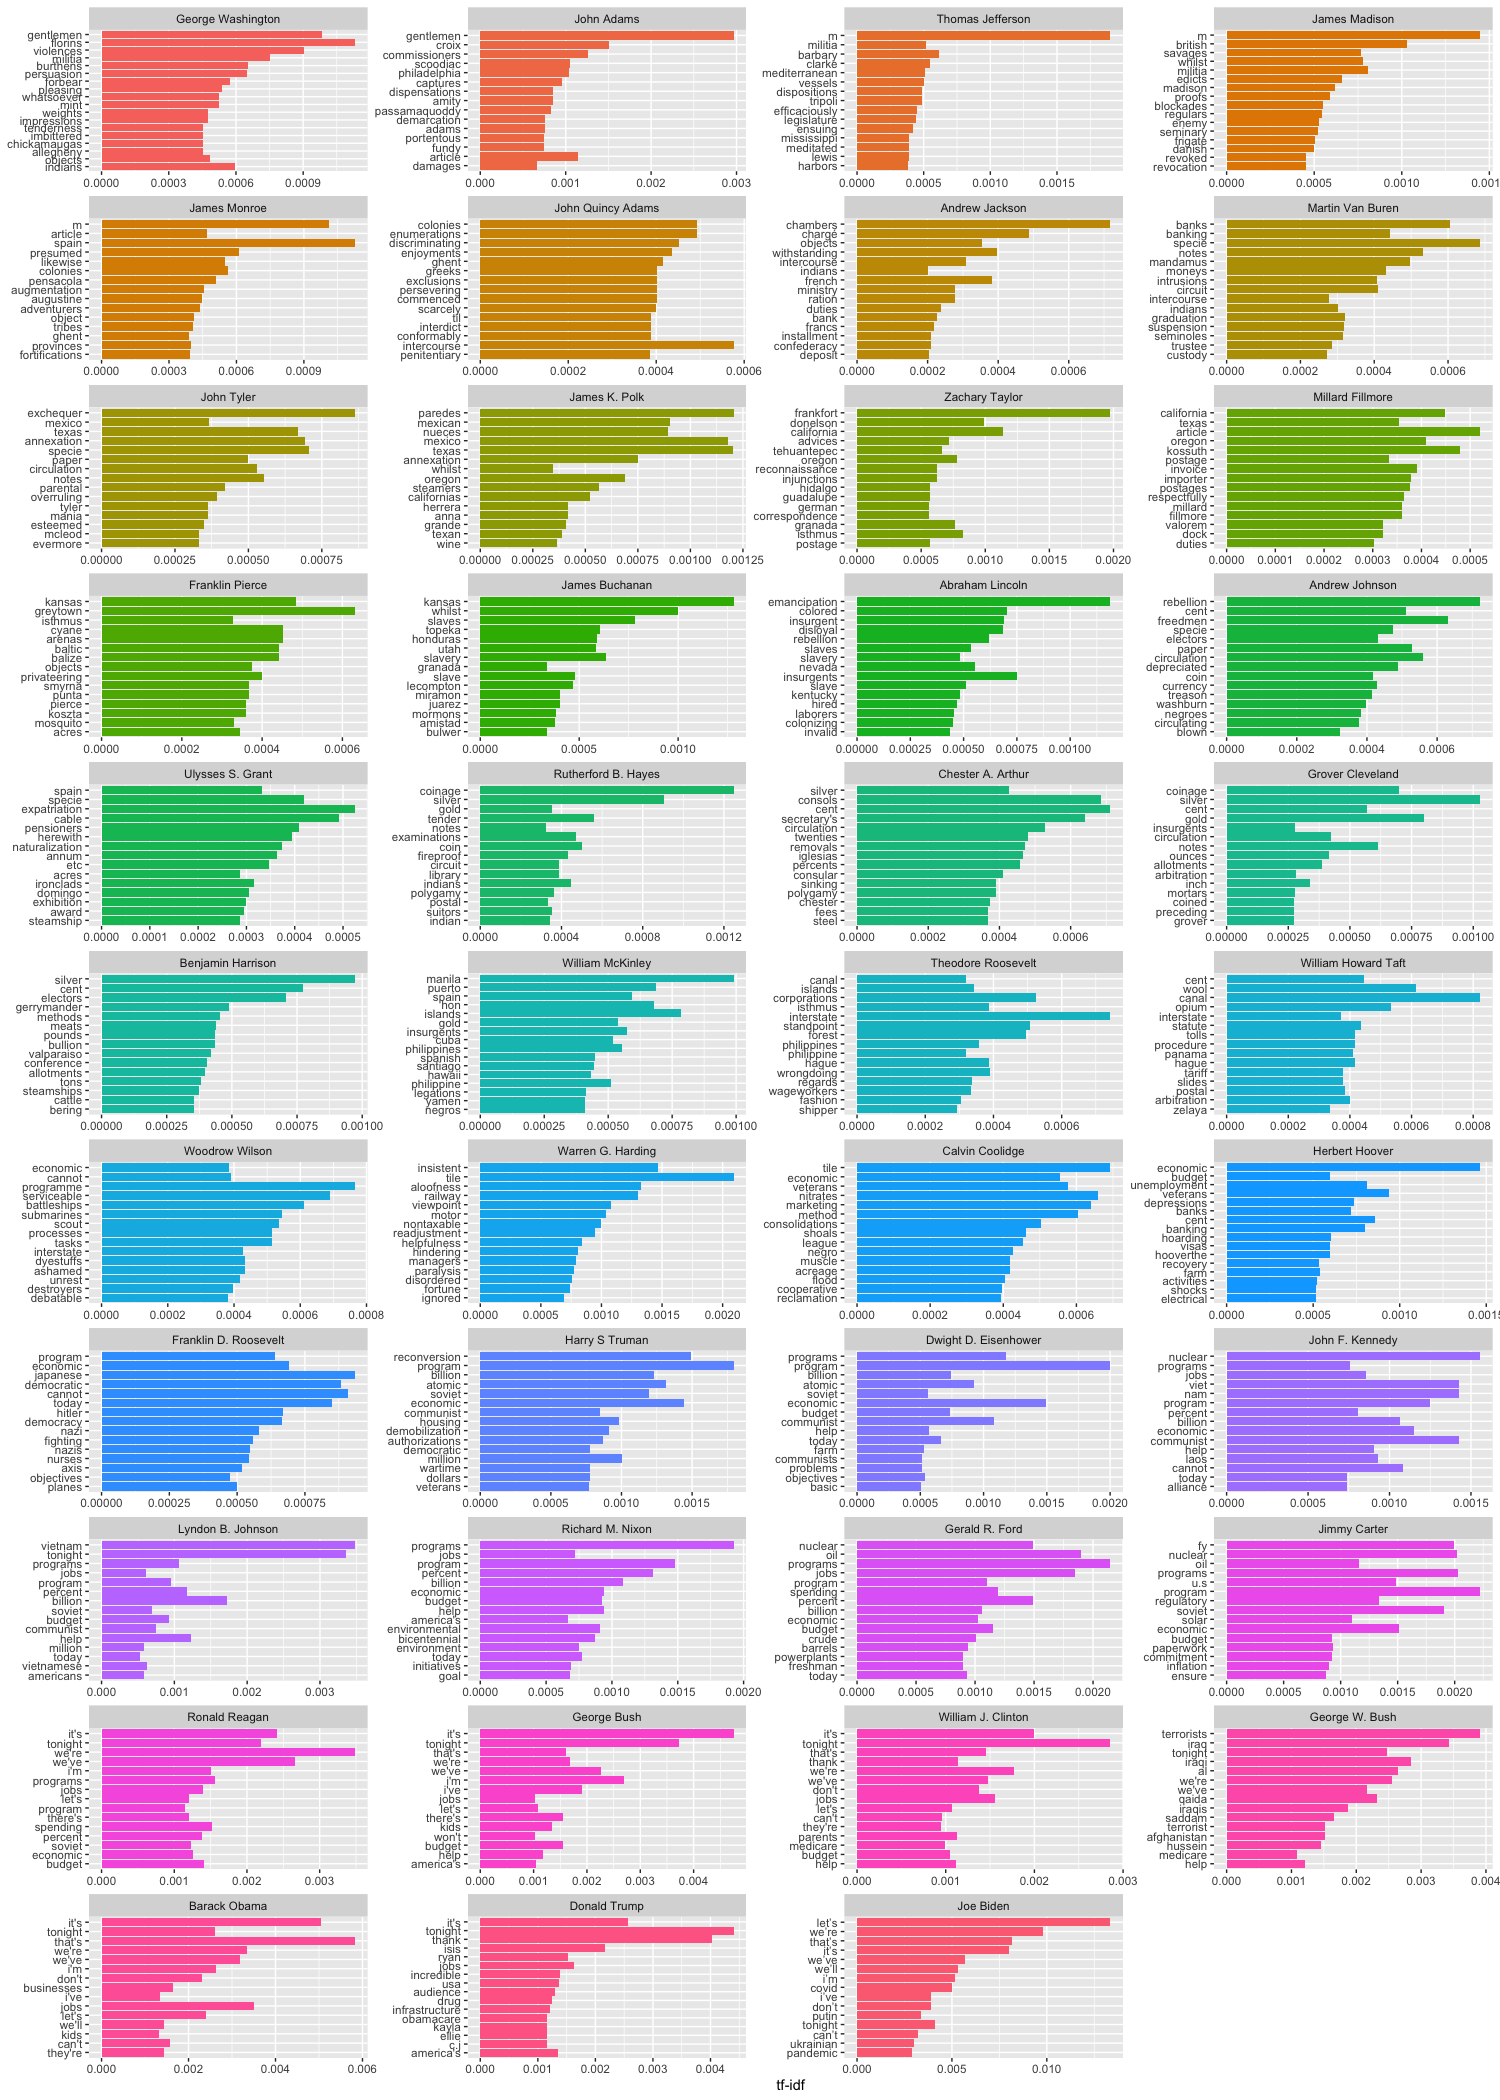 George Washington
gentlemen
florins
violences
militia
burthens
persuasion
forbear
pleasing
whatsoever
mint
weights
impressions
tenderness
imbittered
chickamaugas
allegheny
objects
indians
0.0000 0.0003 0.0006 0.0009
John Adams
gentlemen
croix
commissioners
scoodiac
philadelphia
captures
dispensations
amity
passamaquoddy
demarcation
adams
portentous
fundy
article
damages
0.000 0.001 0.002 0.003
Thomas Jefferson
m
militia
barbary
clarke
mediterranean
vessels
dispositions
tripoli
efficaciously
legislature
ensuing
mississippi
meditated
lewis
harbors
0.0000 0.0005 0.0010 0.0015
James Madison
m
british
savages
whilst
militia
edicts
madison
proofs
blockades
regulars
enemy
seminary
frigate
danish
revoked
revocation
0.0000 0.0005 0.0010 0.001
James Monroe
m
article
spain
presumed
likewise
colonies
pensacola
augmentation
augustine
adventurers
object
tribes
ghent
provinces
fortifications
0.0000 0.0003 0.0006 0.0009
John Quincy Adams
colonies
enumerations
discriminating
enjoyments
ghent
greeks
exclusions
persevering
commenced
scarcely
tll
interdict
conformably
intercourse
penitentiary
0.0000 0.0002 0.0004 0.0006
Andrew Jackson
chambers
chargé
objects
withstanding
intercourse
indians
french
ministry
ration
duties
bank
francs
installment
confederacy
deposit
0.0000 0.0002 0.0004 0.0006
Martin Van Buren
banks
banking
specie
notes
mandamus
moneys
intrusions
circuit
intercourse
indians
graduation
suspension
seminoles
trustee
custody
0.0000 0.0002 0.0004 0.0006
John Tyler
exchequer
mexico
texas
annexation
specie
paper
circulation
notes
parental
overruling
tyler
mania
esteemed
mcleod
evermore
0.00000 0.00025 0.00050 0.00075
James K. Polk
paredes
mexican
nueces
mexico
texas
annexation
whilst
oregon
steamers
californias
herrera
anna
grande
texan
wine
0.00000 0.00025 0.00050 0.00075 0.00100 0.00125
Zachary Taylor
frankfort
donelson
california
advices
tehuantepec
oregon
reconnaissance
injunctions
hidalgo
guadalupe
german
correspondence
granada
isthmus
postage
0.0000 0.0005 0.0010 0.0015 0.0020
Millard Fillmore
california
texas
article
oregon
kossuth
postage
invoice
importer
postages
respectfully
millard
fillmore
valorem
dock
duties
0.0000 0.0001 0.0002 0.0003 0.0004 0.0005
Franklin Pierce
kansas
greytown
isthmus
cyane
arenas
baltic
balize
objects
privateering
smyrna
punta
pierce
koszta
mosquito
acres
0.0000 0.0002 0.0004 0.0006
James Buchanan
kansas
whilst
slaves
topeka
honduras
utah
slavery
granada
slave
lecompton
miramon
juarez
mormons
amistad
bulwer
0.0000 0.0005 0.0010
Abraham Lincoln
emancipation
colored
insurgent
disloyal
rebellion
slaves
slavery
nevada
insurgents
slave
kentucky
hired
laborers
colonizing
invalid
0.00000 0.00025 0.00050 0.00075 0.00100
Andrew Johnson
rebellion
cent
freedmen
specie
electors
paper
circulation
depreciated
coin
currency
treason
washburn
negroes
circulating
blown
0.0000 0.0002 0.0004 0.0006
Ulysses S. Grant
spain
specie
expatriation
cable
pensioners
herewith
naturalization
annum
etc
acres
ironclads
domingo
exhibition
award
steamship
0.0000 0.0001 0.0002 0.0003 0.0004 0.0005
Rutherford B. Hayes
coinage
silver
gold
tender
notes
examinations
coin
fireproof
circuit
library
indians
polygamy
postal
suitors
indian
0.0000 0.0004 0.0008 0.0012
Chester A. Arthur
silver
consols
cent
secretary's
circulation
twenties
removals
iglesias
percents
consular
sinking
polygamy
chester
fees
steel
0.0000 0.0002 0.0004 0.0006
Grover Cleveland
coinage
silver
cent
gold
insurgents
circulation
notes
ounces
allotments
arbitration
inch
mortars
coined
preceding
grover
0.00000 0.00025 0.00050 0.00075 0.00100
Benjamin Harrison
silver
cent
electors
gerrymander
methods
meats
pounds
bullion
valparaiso
conference
allotments
tons
steamships
cattle
bering
0.00000 0.00025 0.00050 0.00075 0.00100
William McKinley
manila
puerto
spain
hon
islands
gold
insurgents
cuba
philippines
spanish
santiago
hawaii
philippine
legations
yamen
negros
0.00000 0.00025 0.00050 0.00075 0.00100
Theodore Roosevelt
canal
islands
corporations
isthmus
interstate
standpoint
forest
philippines
philippine
hague
wrongdoing
regards
wageworkers
fashion
shipper
0.0000 0.0002 0.0004 0.0006
William Howard Taft
cent
wool
canal
opium
interstate
statute
tolls
procedure
panama
hague
tariff
slides
postal
arbitration
zelaya
0.0000 0.0002 0.0004 0.0006 0.0008
Woodrow Wilson
economic
cannot
programme
serviceable
battleships
submarines
scout
processes
tasks
interstate
dyestuffs
ashamed
unrest
destroyers
debatable
0.0000 0.0002 0.0004 0.0006 0.0008
Warren G. Harding
insistent
tile
aloofness
railway
viewpoint
motor
nontaxable
readjustment
helpfulness
hindering
managers
paralysis
disordered
fortune
ignored
0.0000 0.0005 0.0010 0.0015 0.0020
Calvin Coolidge
tile
economic
veterans
nitrates
marketing
method
consolidations
shoals
league
negro
muscle
acreage
flood
cooperative
reclamation
0.0000 0.0002 0.0004 0.0006
Herbert Hoover
economic
budget
unemployment
veterans
depressions
banks
cent
banking
hoarding
visas
hooverthe
recovery
farm
activities
shocks
electrical
0.0000 0.0005 0.0010 0.0015
Franklin D. Roosevelt
program
economic
japanese
democratic
cannot
today
hitler
democracy
nazi
fighting
nazis
nurses
axis
objectives
planes
0.00000 0.00025 0.00050 0.00075
Harry S Truman
reconversion
program
billion
atomic
soviet
economic
communist
housing
demobilization
authorizations
democratic
million
wartime
dollars
veterans
0.0000 0.0005 0.0010 0.0015
Dwight D. Eisenhower
programs
program
billion
atomic
soviet
economic
budget
communist
help
today
farm
communists
problems
objectives
basic
0.0000 0.0005 0.0010 0.0015 0.0020
John F. Kennedy
nuclear
programs
jobs
viet
nam
program
percent
billion
economic
communist
help
laos
cannot
today
alliance
0.0000 0.0005 0.0010 0.0015
Lyndon B. Johnson
vietnam
tonight
programs
jobs
program
percent
billion
soviet
budget
communist
help
million
today
vietnamese
americans
0.000 0.001 0.002 0.003
Richard M. Nixon
programs
jobs
program
percent
billion
economic
budget
help
america's
environmental
bicentennial
environment
today
initiatives
goal
0.0000 0.0005 0.0010 0.0015 0.0020
Gerald R. Ford
nuclear
oil
programs
jobs
program
spending
percent
billion
economic
budget
crude
barrels
powerplants
freshman
today
0.0000 0.0005 0.0010 0.0015 0.0020
Jimmy Carter
fy
nuclear
oil
programs
u.s
program
regulatory
soviet
solar
economic
budget
paperwork
commitment
inflation
ensure
0.0000 0.0005 0.0010 0.0015 0.0020
Ronald Reagan
it's
tonight
we're
we've
i'm
programs
jobs
let's
program
there's
spending
percent
soviet
economic
budget
0.000 0.001 0.002 0.003
George Bush
it's
tonight
that's
we're
we've
i'm
i've
jobs
let's
there's
kids
won't
budget
help
america's
0.000 0.001 0.002 0.003 0.004
William J. Clinton
it's
tonight
that's
thank
we're
we've
don't
jobs
let's
can't
they're
parents
medicare
budget
help
0.000 0.001 0.002 0.003
George W. Bush
terrorists
iraq
tonight
iraqi
al
we're
we've
qaida
iraqis
saddam
terrorist
afghanistan
hussein
medicare
help
0.000 0.001 0.002 0.003 0.004
Barack Obama
it's
tonight
that's
we're
we've
i'm
don't
businesses
i've
jobs
let's
we'll
kids
can't
they're
0.000 0.002 0.004 0.006
Donald Trump
it's
tonight
thank
isis
ryan
jobs
incredible
usa
audience
drug
infrastructure
obamacare
kayla
ellie
c.j
america's
0.000 0.001 0.002 0.003 0.004
Joe Biden
let's
we're
that's
it's
we've
we'll
i'm
covid
i've
don't
putin
tonight
can't
ukrainian
pandemic
0.000 0.005 0.010
tf-idf